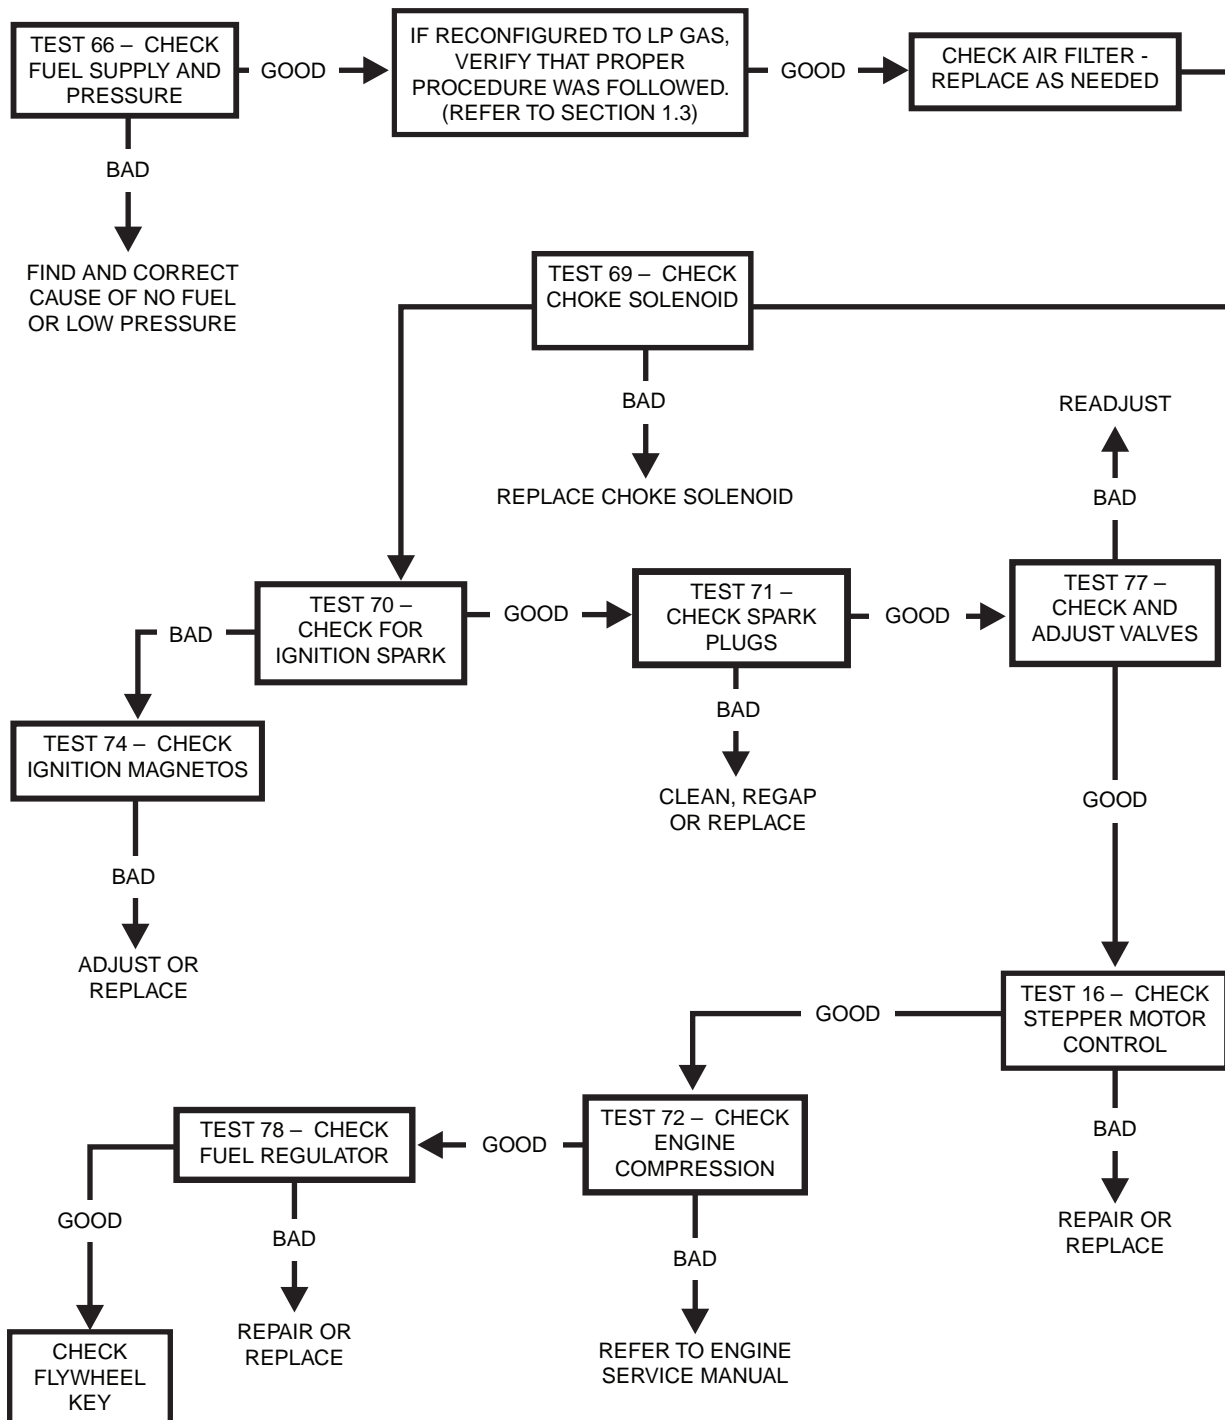 TEST 66 – CHECK
FUEL SUPPLY AND
PRESSURE
GOOD
IF RECONFIGURED TO LP GAS,
VERIFY THAT PROPER
PROCEDURE WAS FOLLOWED.
(REFER TO SECTION 1.3)
GOOD
CHECK AIR FILTER -
REPLACE AS NEEDED
BAD
FIND AND CORRECT
CAUSE OF NO FUEL
OR LOW PRESSURE
TEST 69 – CHECK
CHOKE SOLENOID
BAD
REPLACE CHOKE SOLENOID
READJUST
BAD
TEST 70 –
CHECK FOR
IGNITION SPARK
GOOD
TEST 71 –
CHECK SPARK
PLUGS
GOOD
TEST 77 –
CHECK AND
ADJUST VALVES
BAD
TEST 74 – CHECK
IGNITION MAGNETOS
BAD
CLEAN, REGAP
OR REPLACE
GOOD
BAD
ADJUST OR
REPLACE
TEST 16 – CHECK
STEPPER MOTOR
CONTROL
GOOD
BAD
REPAIR OR
REPLACE
TEST 72 – CHECK
ENGINE
COMPRESSION
GOOD
TEST 78 – CHECK
FUEL REGULATOR
BAD
REFER TO ENGINE
SERVICE MANUAL
BAD
REPAIR OR
REPLACE
GOOD
CHECK
FLYWHEEL
KEY